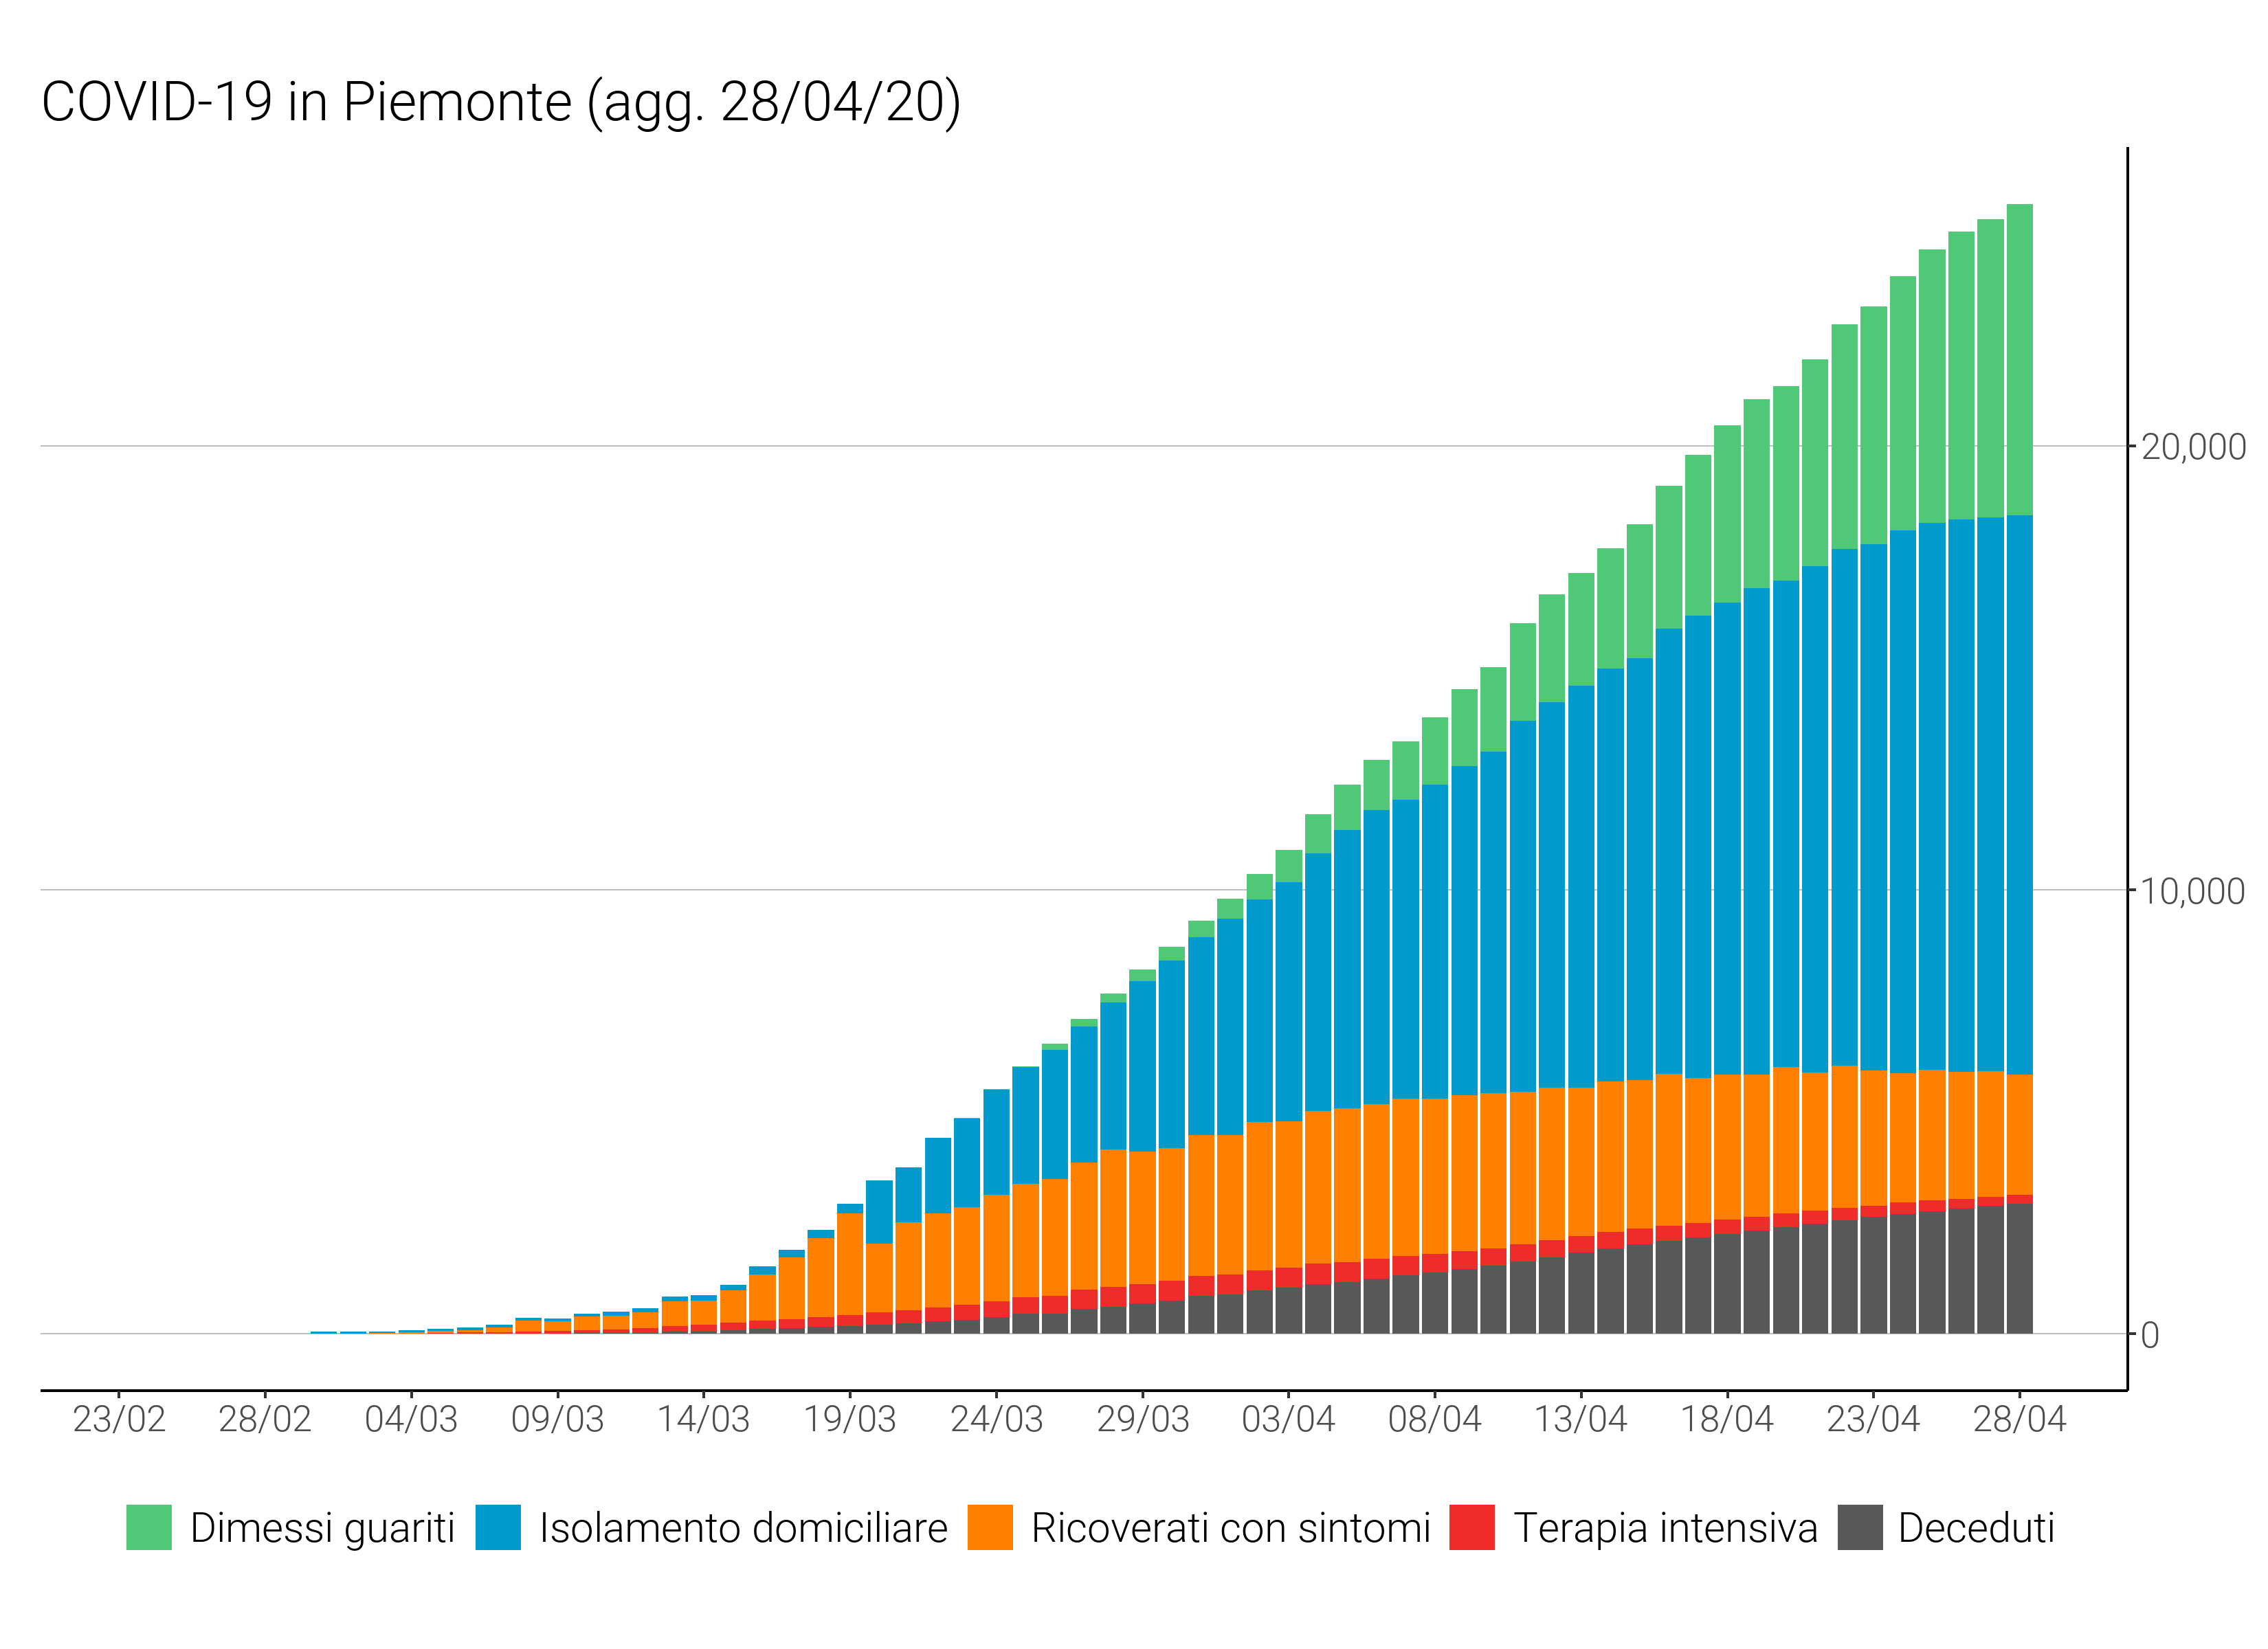 COVID-19 in Piemonte (agg. 28/04/20)
20,000
10,000
0
23/02 28/02 04/03 09/03 14/03 19/03 24/03 29/03 03/04 08/04 13/04 18/04 23/04 28/04
Dimessi guariti Isolamento domiciliare Ricoverati con sintomi Terapia intensiva Deceduti